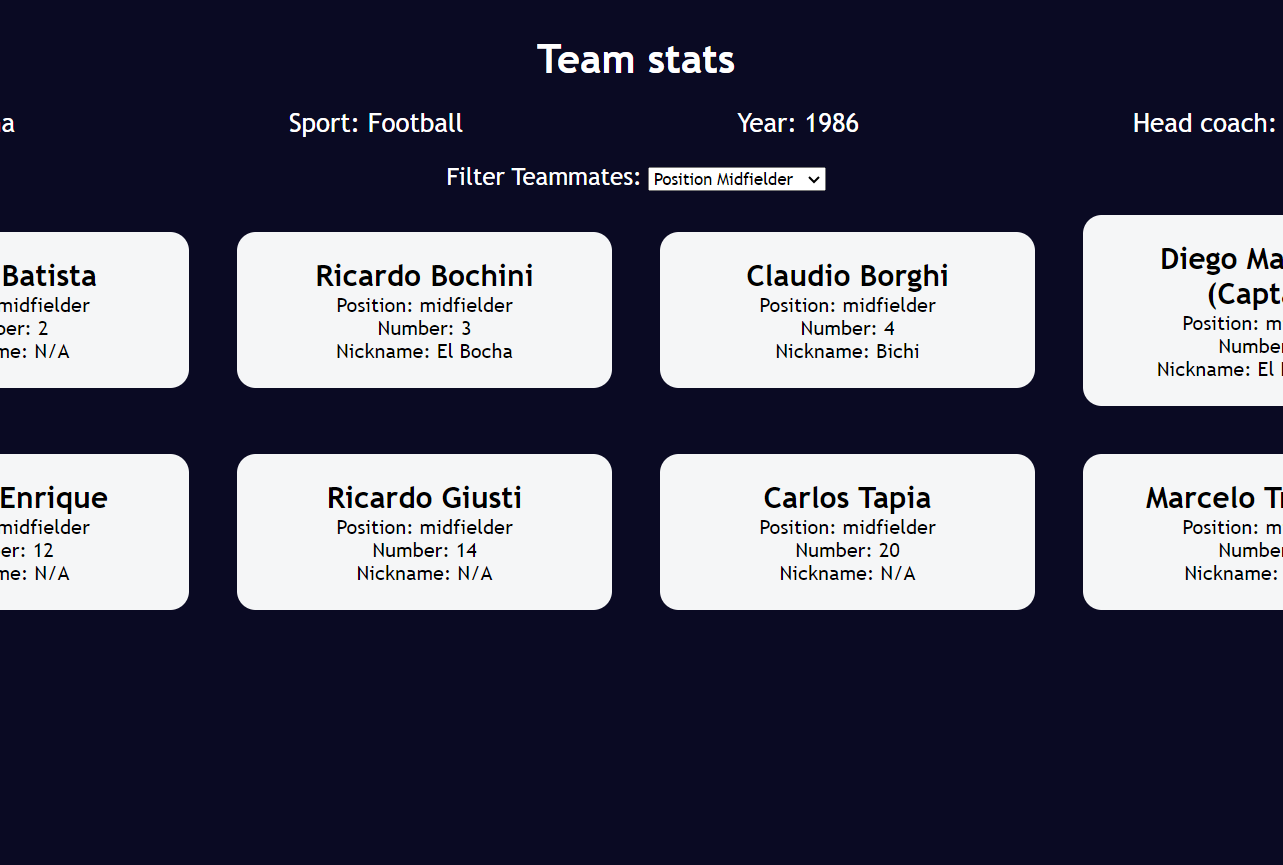 Team stats
a Sport: Football Year: 1986 Head coach:
Filter Teammates: Position Midfielder
Batista
midfielder
er: 2
me: N/A
Ricardo Bochini
Position: midfielder
Number: 3
Nickname: El Bocha
Claudio Borghi
Position: midfielder
Number: 4
Nickname: Bichi
Diego Ma
(Capt
Position: m
Number
Nickname: El
Enrique
midfielder
er: 12
me: N/A
Ricardo Giusti
Position: midfielder
Number: 14
Nickname: N/A
Carlos Tapia
Position: midfielder
Number: 20
Nickname: N/A
Marcelo Tr
Position: m
Number
Nickname: